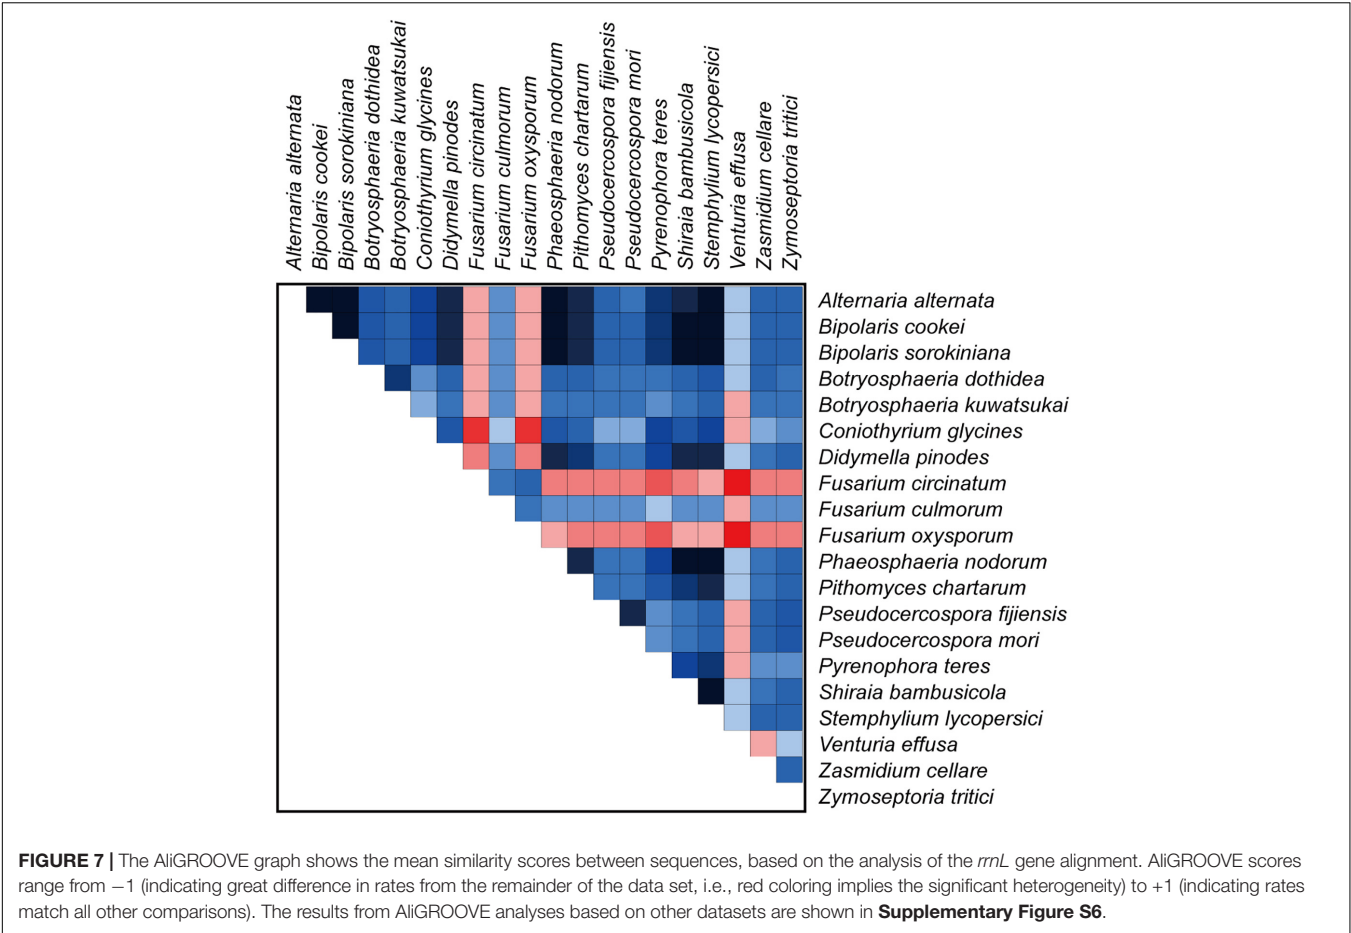 Alternaria alternata
Bipolaris cookei
Bipolaris sorokiniana
Botryosphaeria dothidea
Botryosphaeria kuwatsukai
Coniothyrium glycines
Didymella pinodes
Fusarium circinatum
Fusarium culmorum
Fusarium oxysporum
Phaeosphaeria nodorum
Pithomyces chartarum
Pseudocercospora fijiensis
Pseudocercospora mori
Pyrenophora teres
Shiraia bambusicola
Stemphylium lycopersici
Venturia effusa
Zasmidium cellare
Zymoseptoria tritici
Alternaria alternata
Bipolaris cookei
Bipolaris sorokiniana
Botryosphaeria dothidea
Botryosphaeria kuwatsukai
Coniothyrium glycines
Didymella pinodes
Fusarium circinatum
Fusarium culmorum
Fusarium oxysporum
Phaeosphaeria nodorum
Pithomyces chartarum
Pseudocercospora fijiensis
Pseudocercospora mori
Pyrenophora teres
Shiraia bambusicola
Stemphylium lycopersici
Venturia effusa
Zasmidium cellare
Zymoseptoria tritici
FIGURE 7 | The AliGROOVE graph shows the mean similarity scores between sequences, based on the analysis of the rrnL gene alignment. AliGROOVE scores
range from −1 (indicating great difference in rates from the remainder of the data set, i.e., red coloring implies the significant heterogeneity) to +1 (indicating rates
match all other comparisons). The results from AliGROOVE analyses based on other datasets are shown in Supplementary Figure S6.